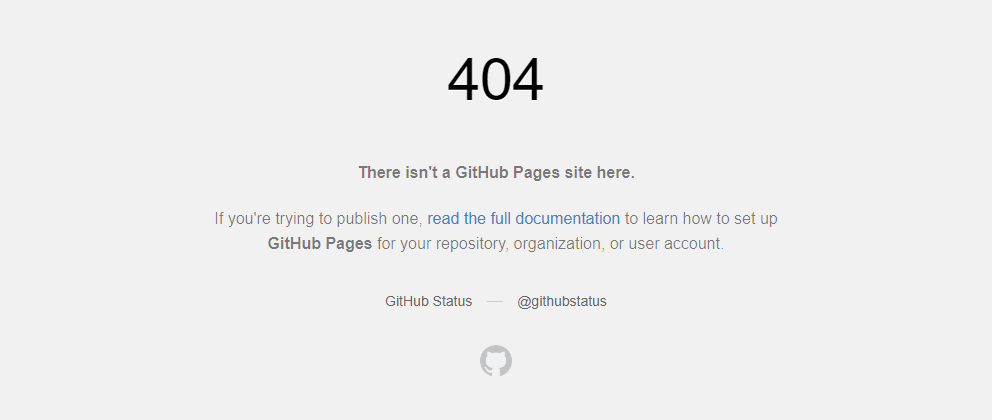 404
There isn't a GitHub Pages site here.
If you're trying to publish one, read the full documentation to learn how to set up
GitHub Pages for your repository, organization, or user account.
GitHub Status — @githubstatus